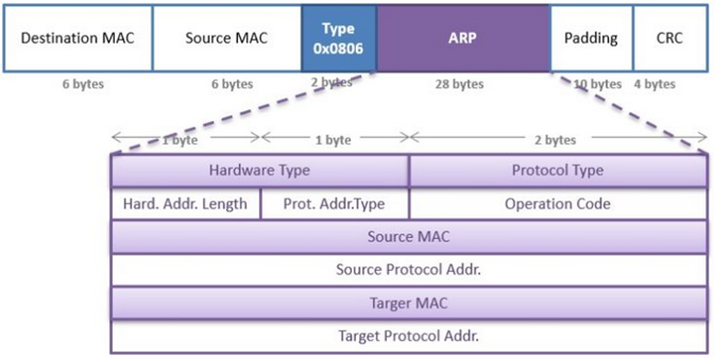 Destination MAC
Source MAC
Type
0x0806
ARP
Padding
CRC
6 bytes
6 bytes
2 bytes
28 bytes
10 bytes
4 bytes
1 byte
1 byte
2 bytes
Hardware Type
Protocol Type
Hard. Addr. Length
Prot. Addr.Type
Operation Code
Source MAC
Source Protocol Addr.
Targer MAC
Target Protocol Addr.